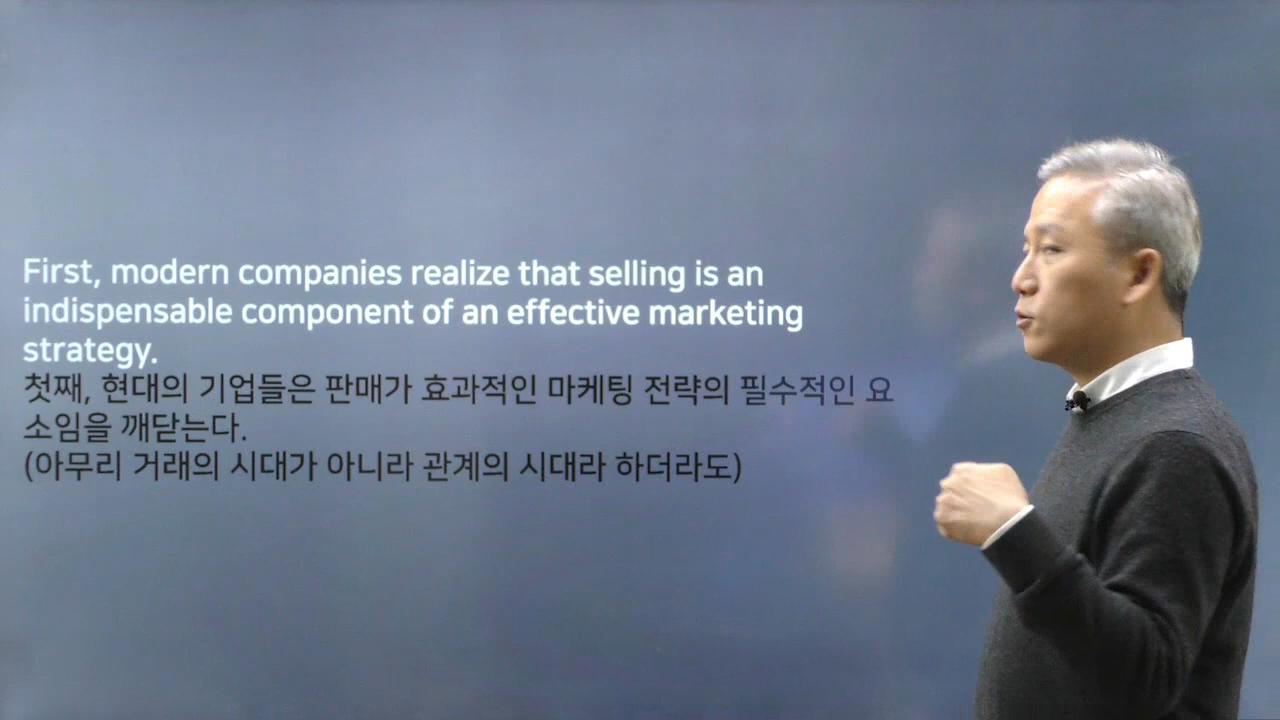 First, modern companies realize that selling is an
indispensable component of an effective marketing
strategy.
첫째, 현대의 기업들은 판매가 효과적인 마케팅 전략의 필수적인 요
소임을 깨닫는다.
(아무리 거래의 시대가 아니라 관계의 시대라 하더라도)